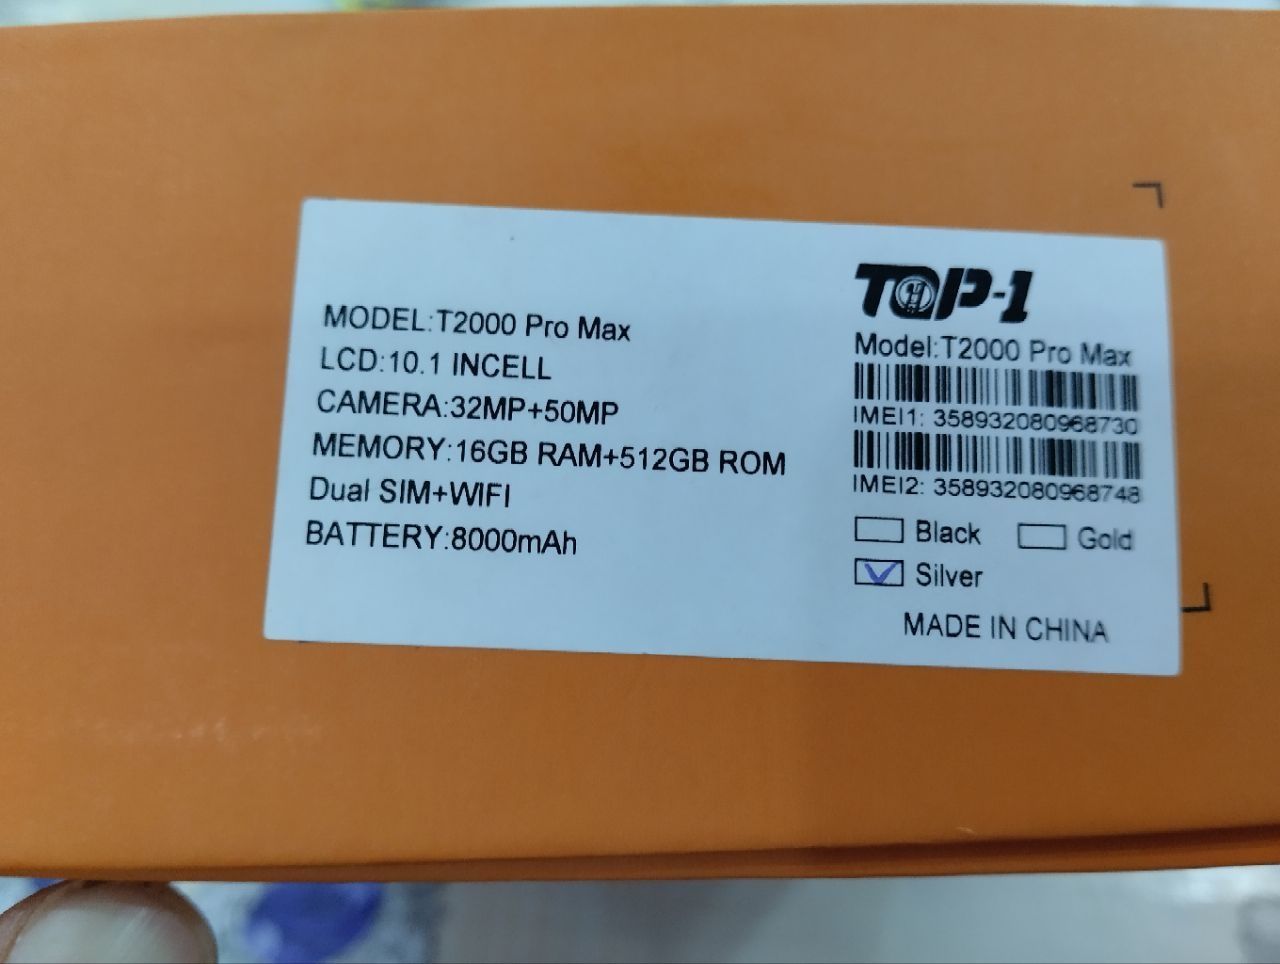 MODEL:T2000 Pro Max
LCD:10.1 INCELL
CAMERA:32MP+50MP
MEMORY:16GB RAM+512GB ROM
Dual SIM+WIFI
BATTERY:8000mAh
TOP-1
Model:T2000 Pro Max
IMEI1: 358932080968730
IMEI2: 358932080968748
Black Gold
Silver
MADE IN CHINA